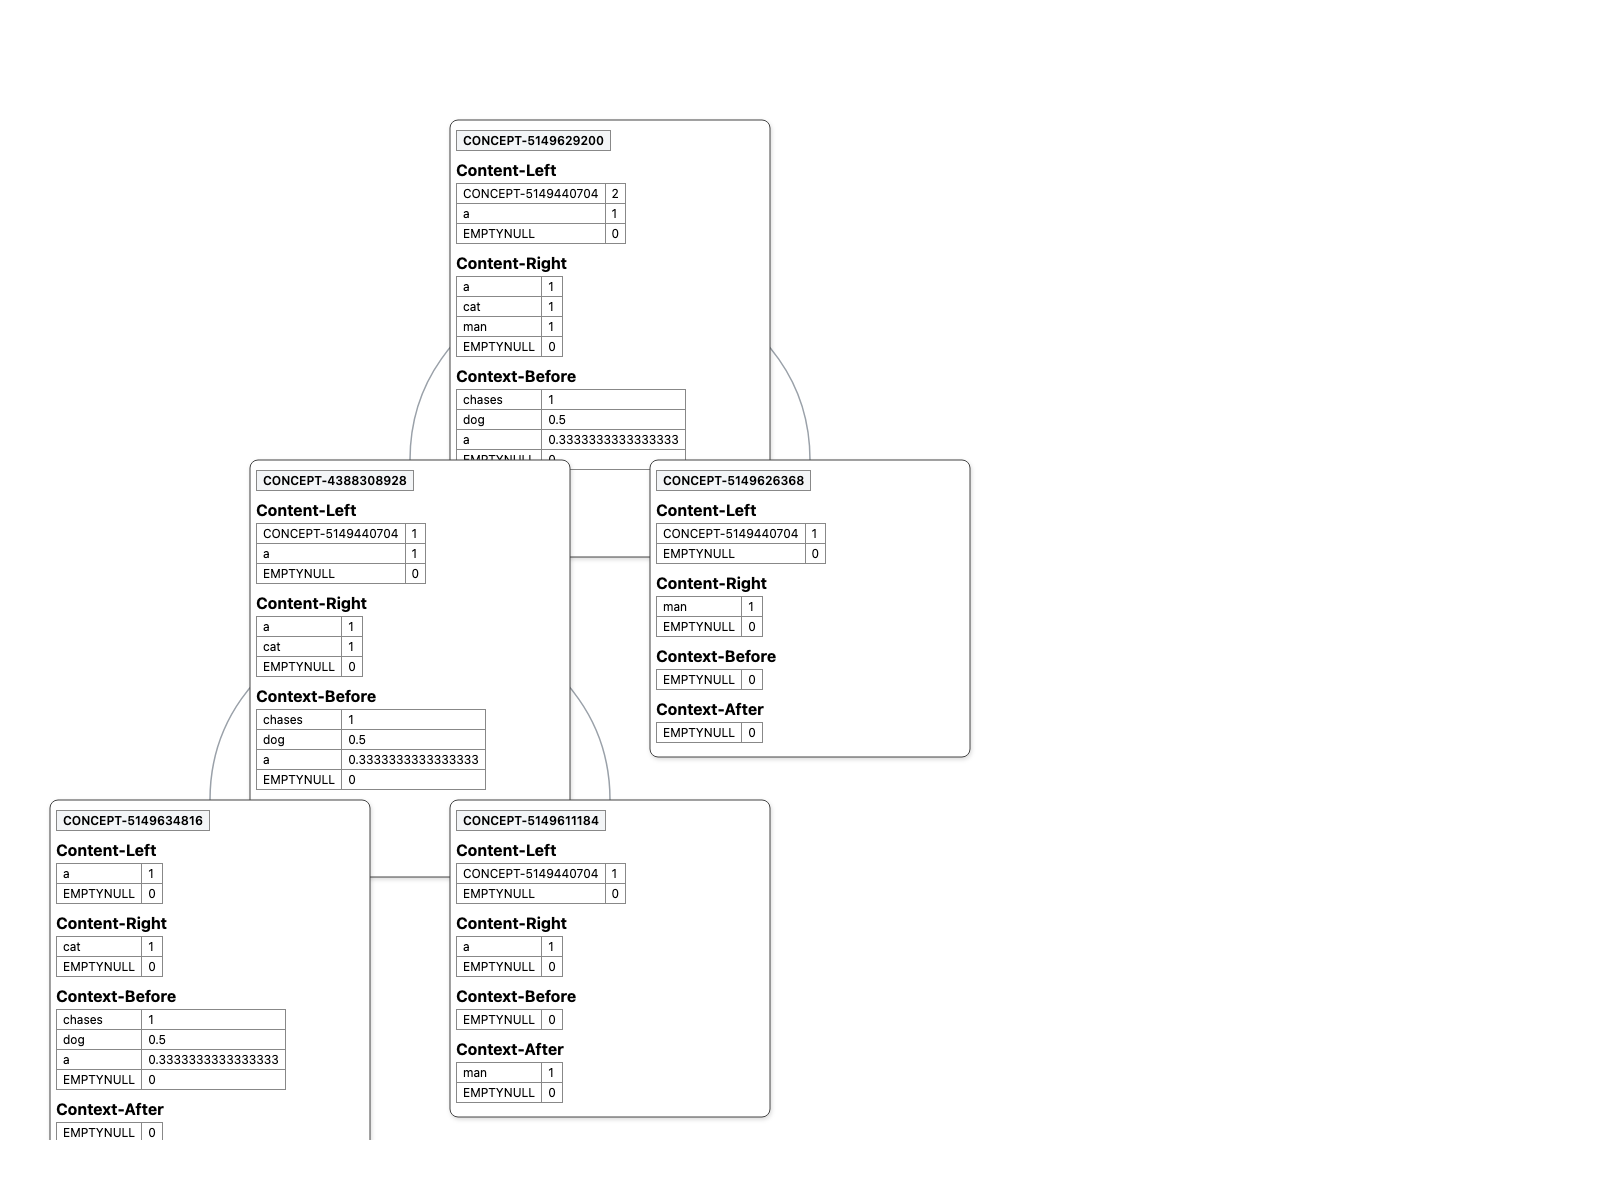 CONCEPT-5149629200
Content-Left
CONCEPT-5149440704 2
a 1
EMPTYNULL 0
Content-Right
a 1
cat 1
man 1
EMPTYNULL 0
Context-Before
chases 1
dog 0.5
a 0.3333333333333333
EMPTYNULL 0
CONCEPT-4388308928
Content-Left
CONCEPT-5149440704 1
a 1
EMPTYNULL 0
Content-Right
a 1
cat 1
EMPTYNULL 0
Context-Before
chases 1
dog 0.5
a 0.3333333333333333
EMPTYNULL 0
CONCEPT-5149626368
Content-Left
CONCEPT-5149440704 1
EMPTYNULL 0
Content-Right
man 1
EMPTYNULL 0
Context-Before
EMPTYNULL 0
Context-After
EMPTYNULL 0
CONCEPT-5149634816
Content-Left
a 1
EMPTYNULL 0
Content-Right
cat 1
EMPTYNULL 0
Context-Before
chases 1
dog 0.5
a 0.3333333333333333
EMPTYNULL 0
Context-After
EMPTYNULL 0
CONCEPT-5149611184
Content-Left
CONCEPT-5149440704 1
EMPTYNULL 0
Content-Right
a 1
EMPTYNULL 0
Context-Before
EMPTYNULL 0
Context-After
man 1
EMPTYNULL 0